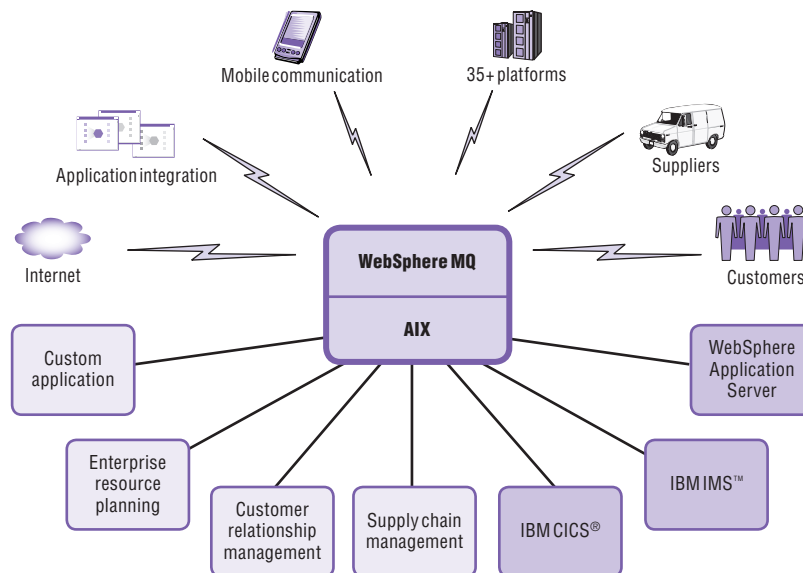 Mobile communication
35+ platforms
Application integration
Suppliers
Internet
Customers
WebSphere MQ
AIX
Custom
application
WebSphere
Application
Server
Enterprise
resource
planning
Customer
relationship
management
Supply chain
management
IBM CICS®
IBM IMS™